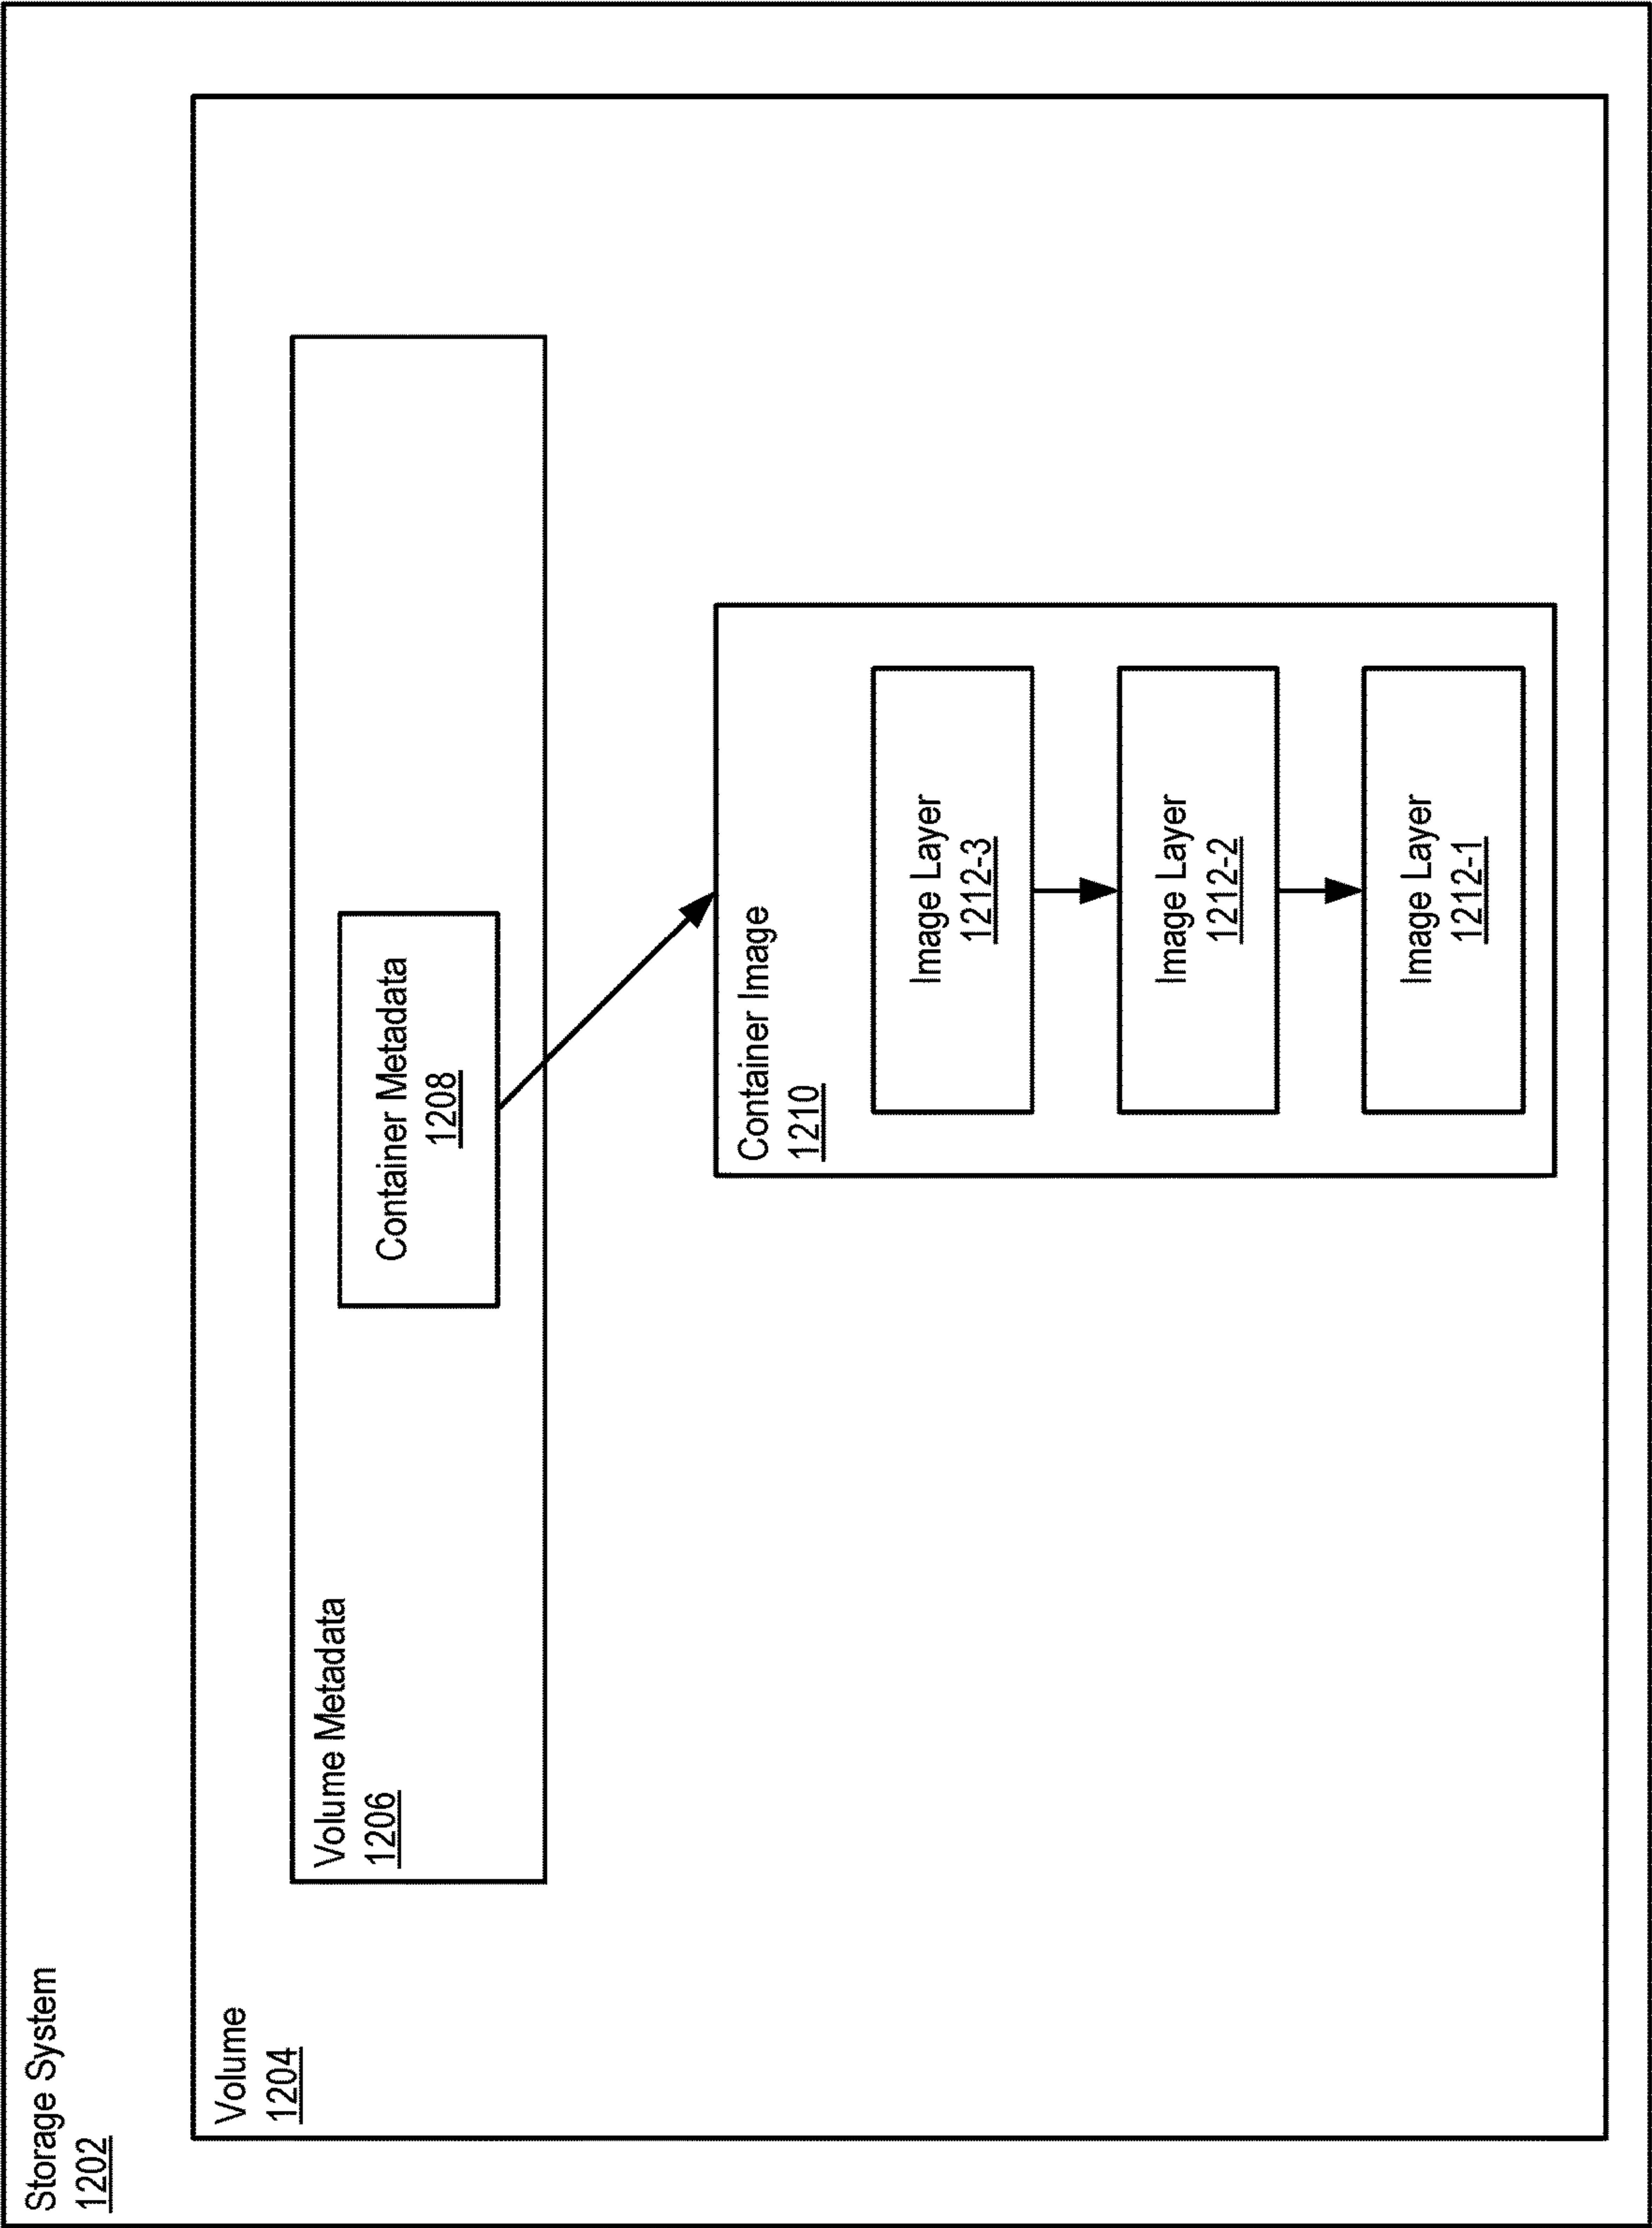 Storage System
1202
Volume
1204
Volume Metadata
1206
Container Metadata
1208
Container Image
1210
Image Layer
1212-3
Image Layer
1212-2
Image Layer
1212-1